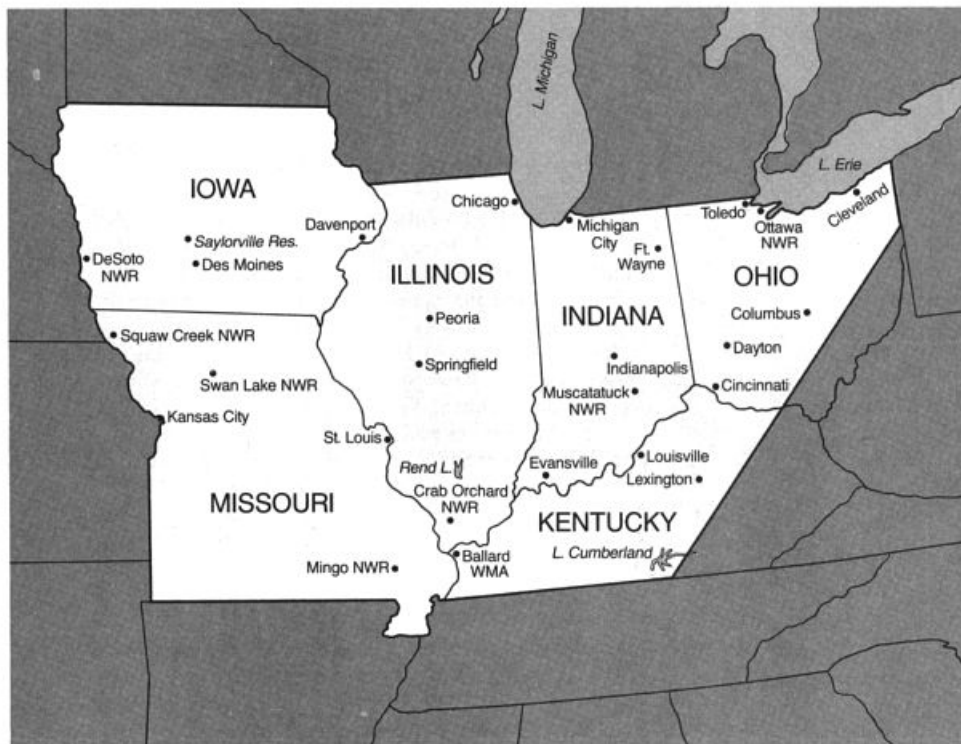 L. Michigan
L. Erie
IOWA
Chicago
Michigan
City
Toledo
Ottawa
NWR
Cleveland
Davenport
Saylorville Res.
Des Moines
DeSoto
NWR
ILLINOIS
Ft.
Wayne
OHIO
Peoria
INDIANA
Columbus
Squaw Creek NWR
Swan Lake NWR
Springfield
Indianapolis
Dayton
Muscatatuck
NWR
Cincinnati
Kansas City
St. Louis
Rend L.
Evansville
Louisville
Lexington
Crab Orchard
NWR
MISSOURI
KENTUCKY
L. Cumberland
Ballard
WMA
Mingo NWR